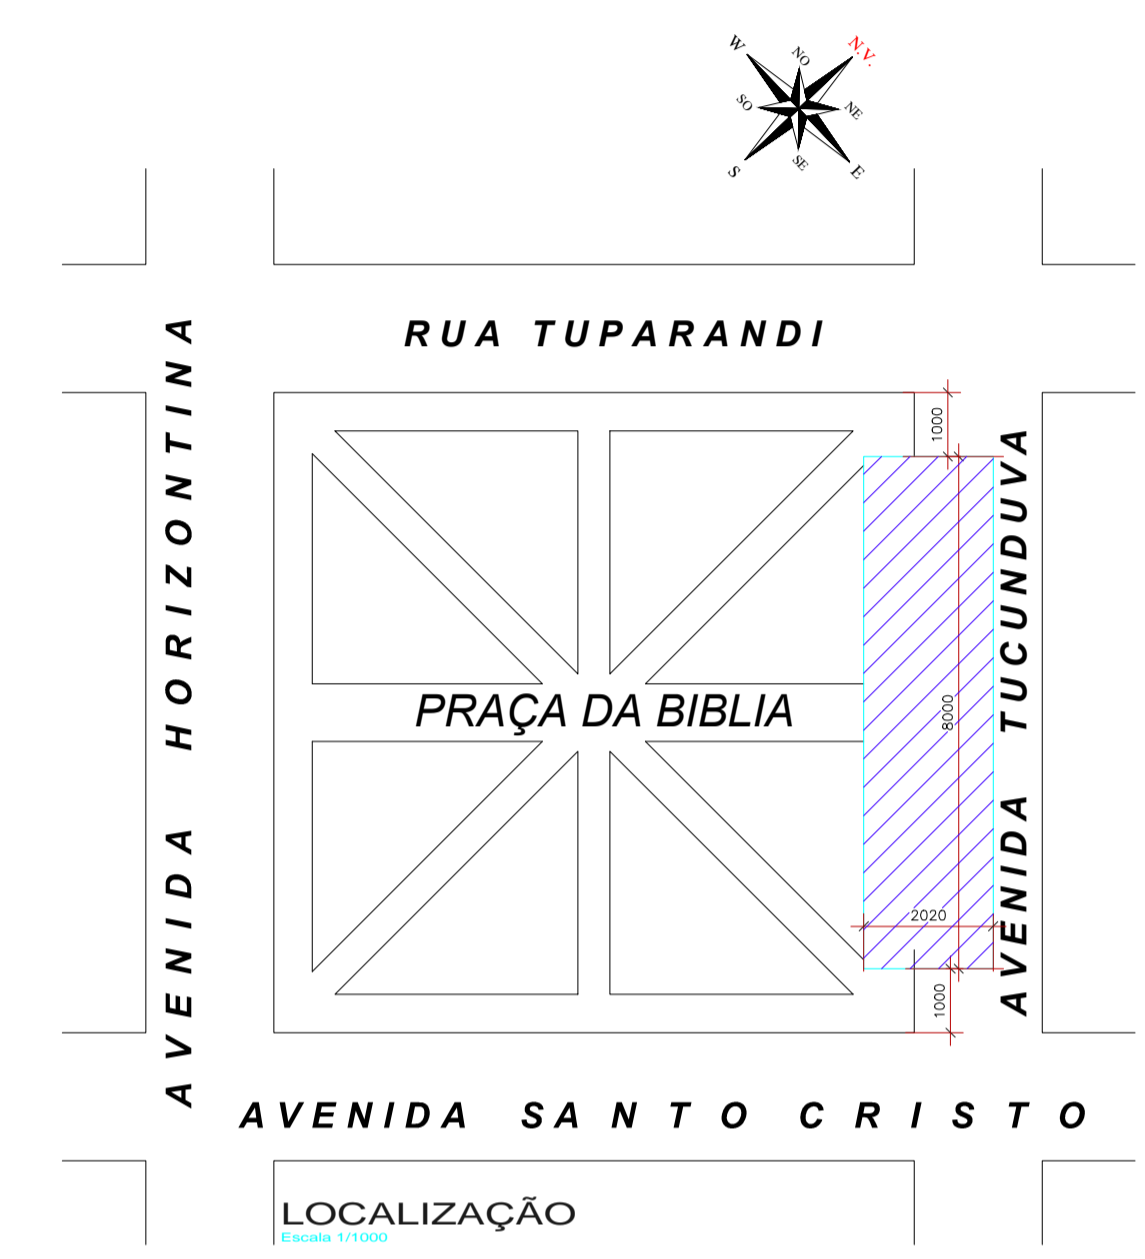 W
NO
N.V.
SO
NE
S
SE
E
RUA TUPARANDI
AVENIDA HORIZONTINA
1000
AVENIDA TUCUNDUVA
PRAÇA DA BIBLIA
8000
2020
1000
AVENIDA SANTO CRISTO
LOCALIZAÇÃO
Escala 1/1000